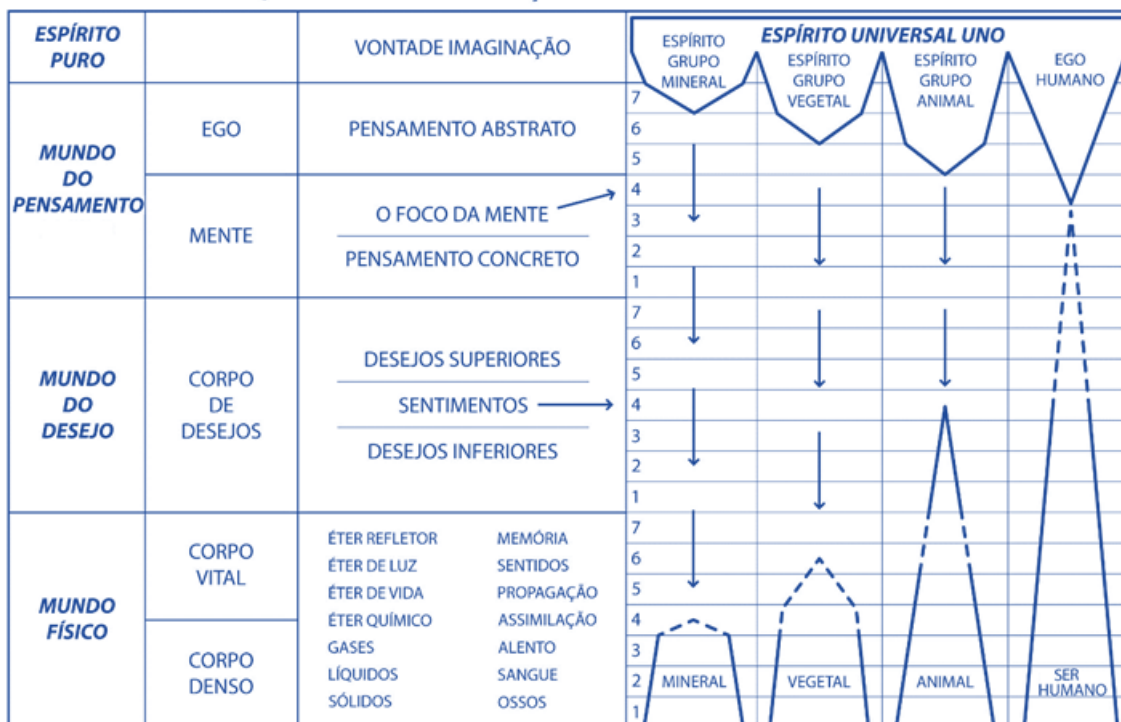 ESPÍRITO
PURO
VONTADE IMAGINAÇÃO
ESPÍRITO UNIVERSAL UNO
ESPÍRITO
GRUPO
MINERAL
ESPÍRITO
GRUPO
VEGETAL
ESPÍRITO
GRUPO
ANIMAL
EGO
HUMANO
MUNDO
DO
PENSAMENTO
EGO
PENSAMENTO ABSTRATO
7
6
5
MENTE
O FOCO DA MENTE
PENSAMENTO CONCRETO
4
3
2
1
MUNDO
DO
DESEJO
CORPO
DE
DESEJOS
DESEJOS SUPERIORES
SENTIMENTOS
DESEJOS INFERIORES
7
6
5
4
3
2
1
MUNDO
FÍSICO
CORPO
VITAL
CORPO
DENSO
ÉTER REFLETOR MEMÓRIA
ÉTER DE LUZ SENTIDOS
ÉTER DE VIDA PROPAGAÇÃO
ÉTER QUÍMICO ASSIMILAÇÃO
GASES ALENTO
LÍQUIDOS SANGUE
SÓLIDOS OSSOS
7
6
5
4
3
2
1
MINERAL
VEGETAL
ANIMAL
SER
HUMANO